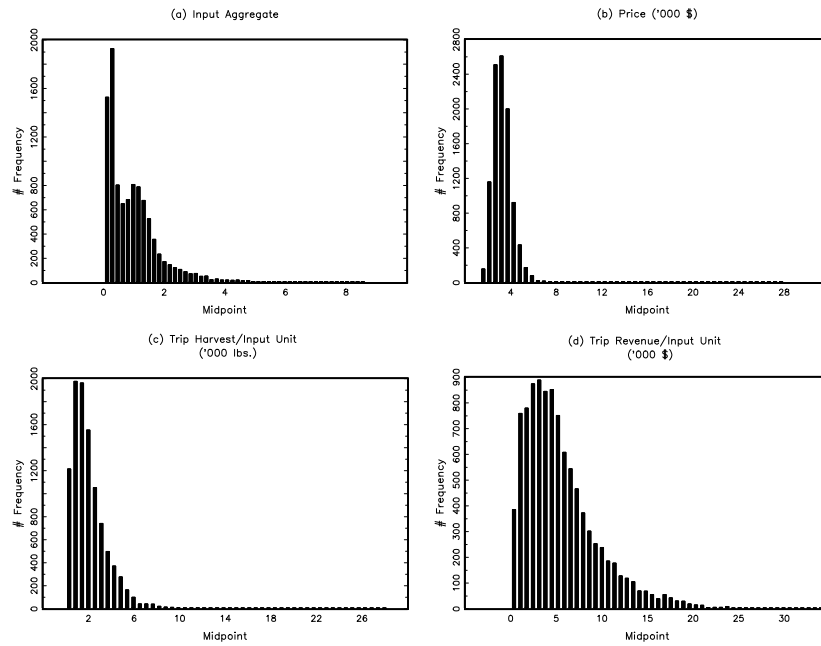 (a) Input Aggregate
# Frequency
0 200 400 600 800 1200 1600 2000
0 2 4 6 8
Midpoint
(b) Price ('000 $)
# Frequency
0 400 800 1200 1600 2000 2400 2800
4 8 12 16 20 24 28
Midpoint
(c) Trip Harvest/Input Unit
('000 lbs.)
# Frequency
0 200 400 600 800 1200 1600 2000
2 6 10 14 18 22 26
Midpoint
(d) Trip Revenue/Input Unit
('000 $)
# Frequency
0 100 200 300 400 500 600 700 800 900
0 5 10 15 20 25 30
Midpoint